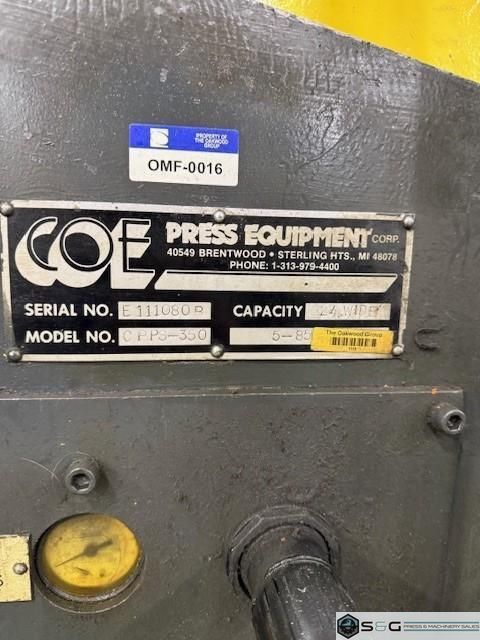 PROPERTY OF
THE OAKWOOD
GROUP
OMF-0016
COE PRESS EQUIPMENT CORP.
40549 BRENTWOOD • STERLING HTS., MI 48078
PHONE: 1-313-979-4400
SERIAL NO. E111080B CAPACITY 24 WIDE
MODEL NO. CPPS-350 5-85
The Oakwood Group
S&G PRESS & MACHINERY SALES